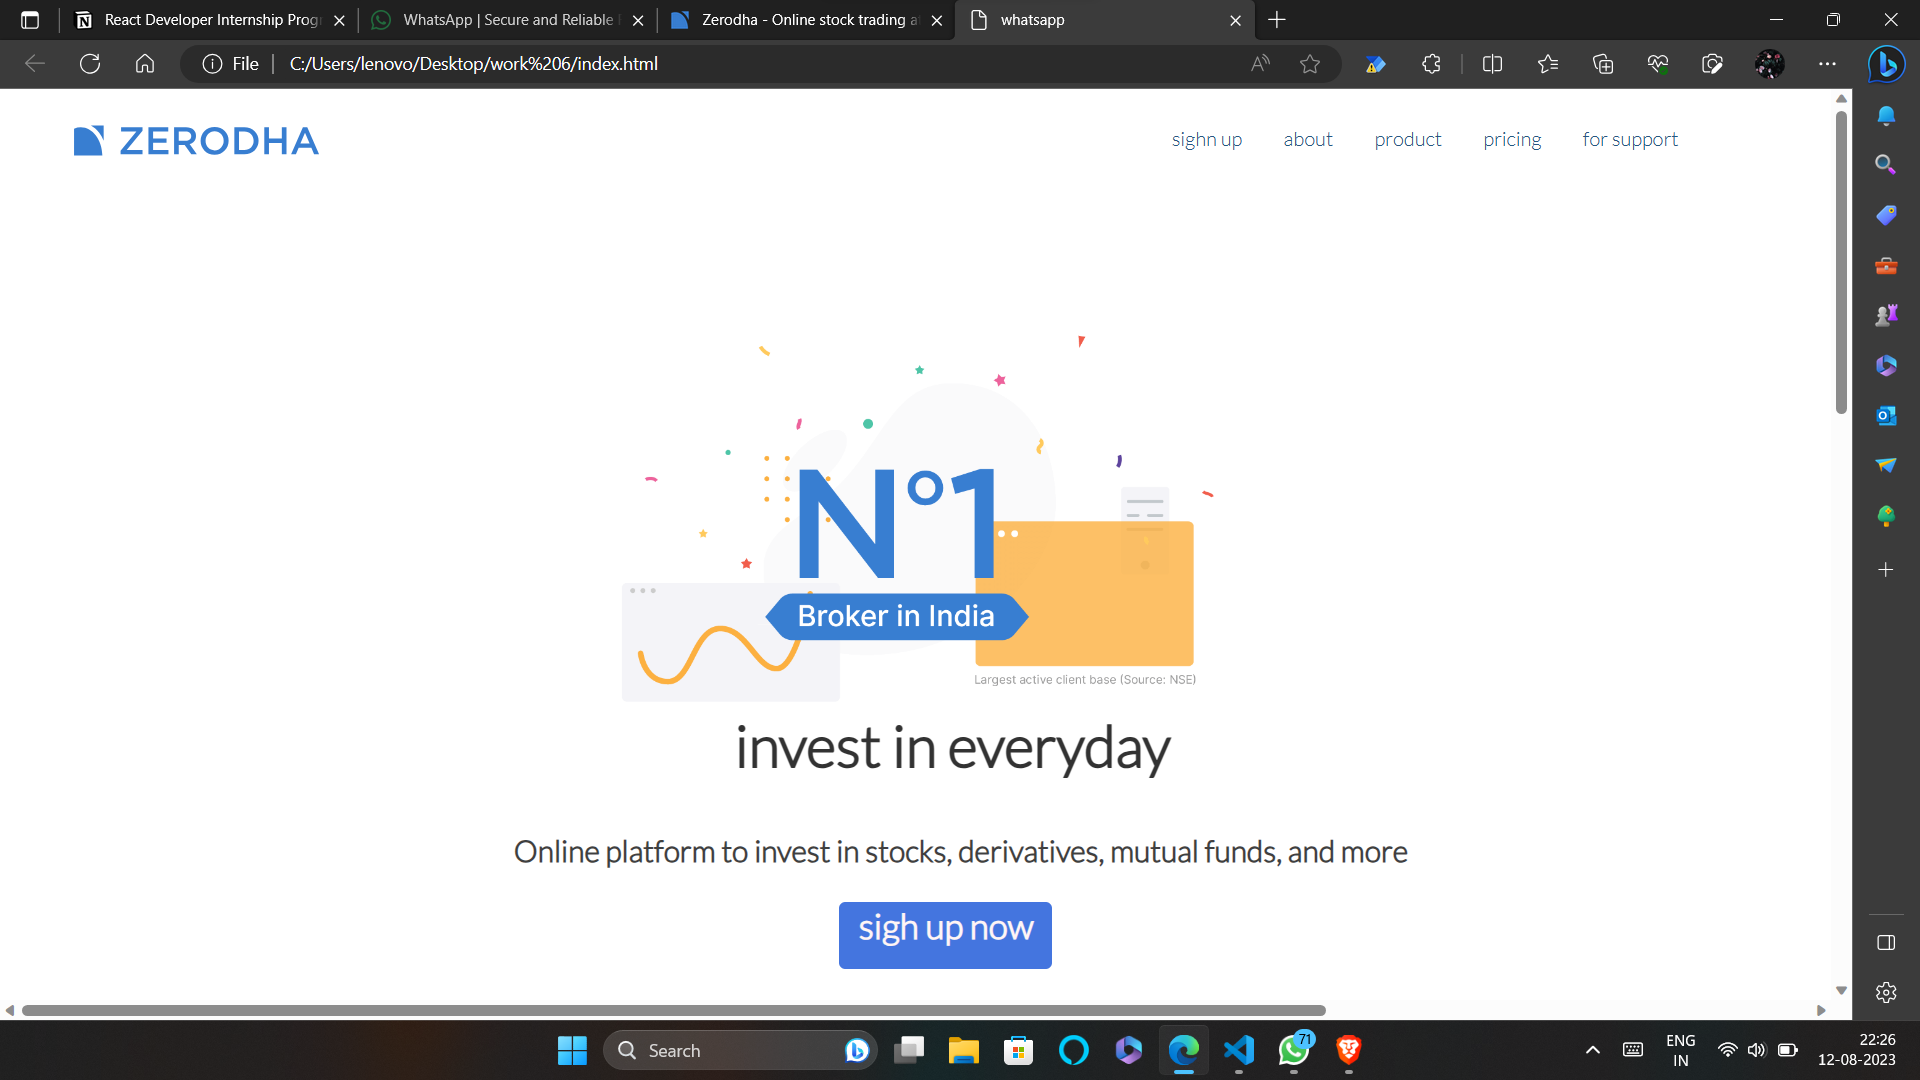 React Developer Internship Progr
WhatsApp | Secure and Reliable
Zerodha - Online stock trading a
whatsapp
File
C:/Users/lenovo/Desktop/work%206/index.html
ZERODHA
sighn up
about
product
pricing
for support
N°1
Broker in India
Largest active client base (Source: NSE)
invest in everyday
Online platform to invest in stocks, derivatives, mutual funds, and more
sigh up now
Search
71
ENG
IN
22:26
12-08-2023